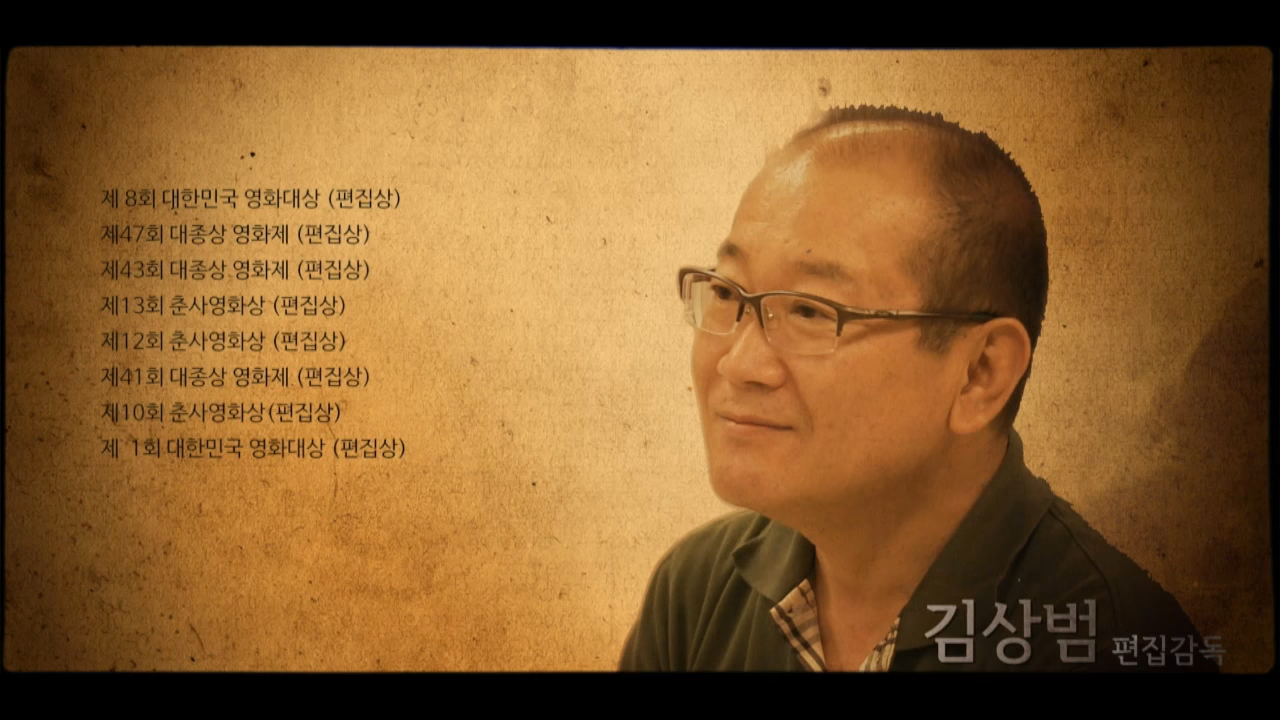 제 8회 대한민국 영화대상 (편집상)
제47회 대종상 영화제 (편집상)
제43회 대종상 영화제 (편집상)
제13회 춘사영화상 (편집상)
제12회 춘사영화상 (편집상)
제41회 대종상 영화제 (편집상)
제10회 춘사영화상(편집상)
제 1회 대한민국 영화대상 (편집상)
김상범 편집감독